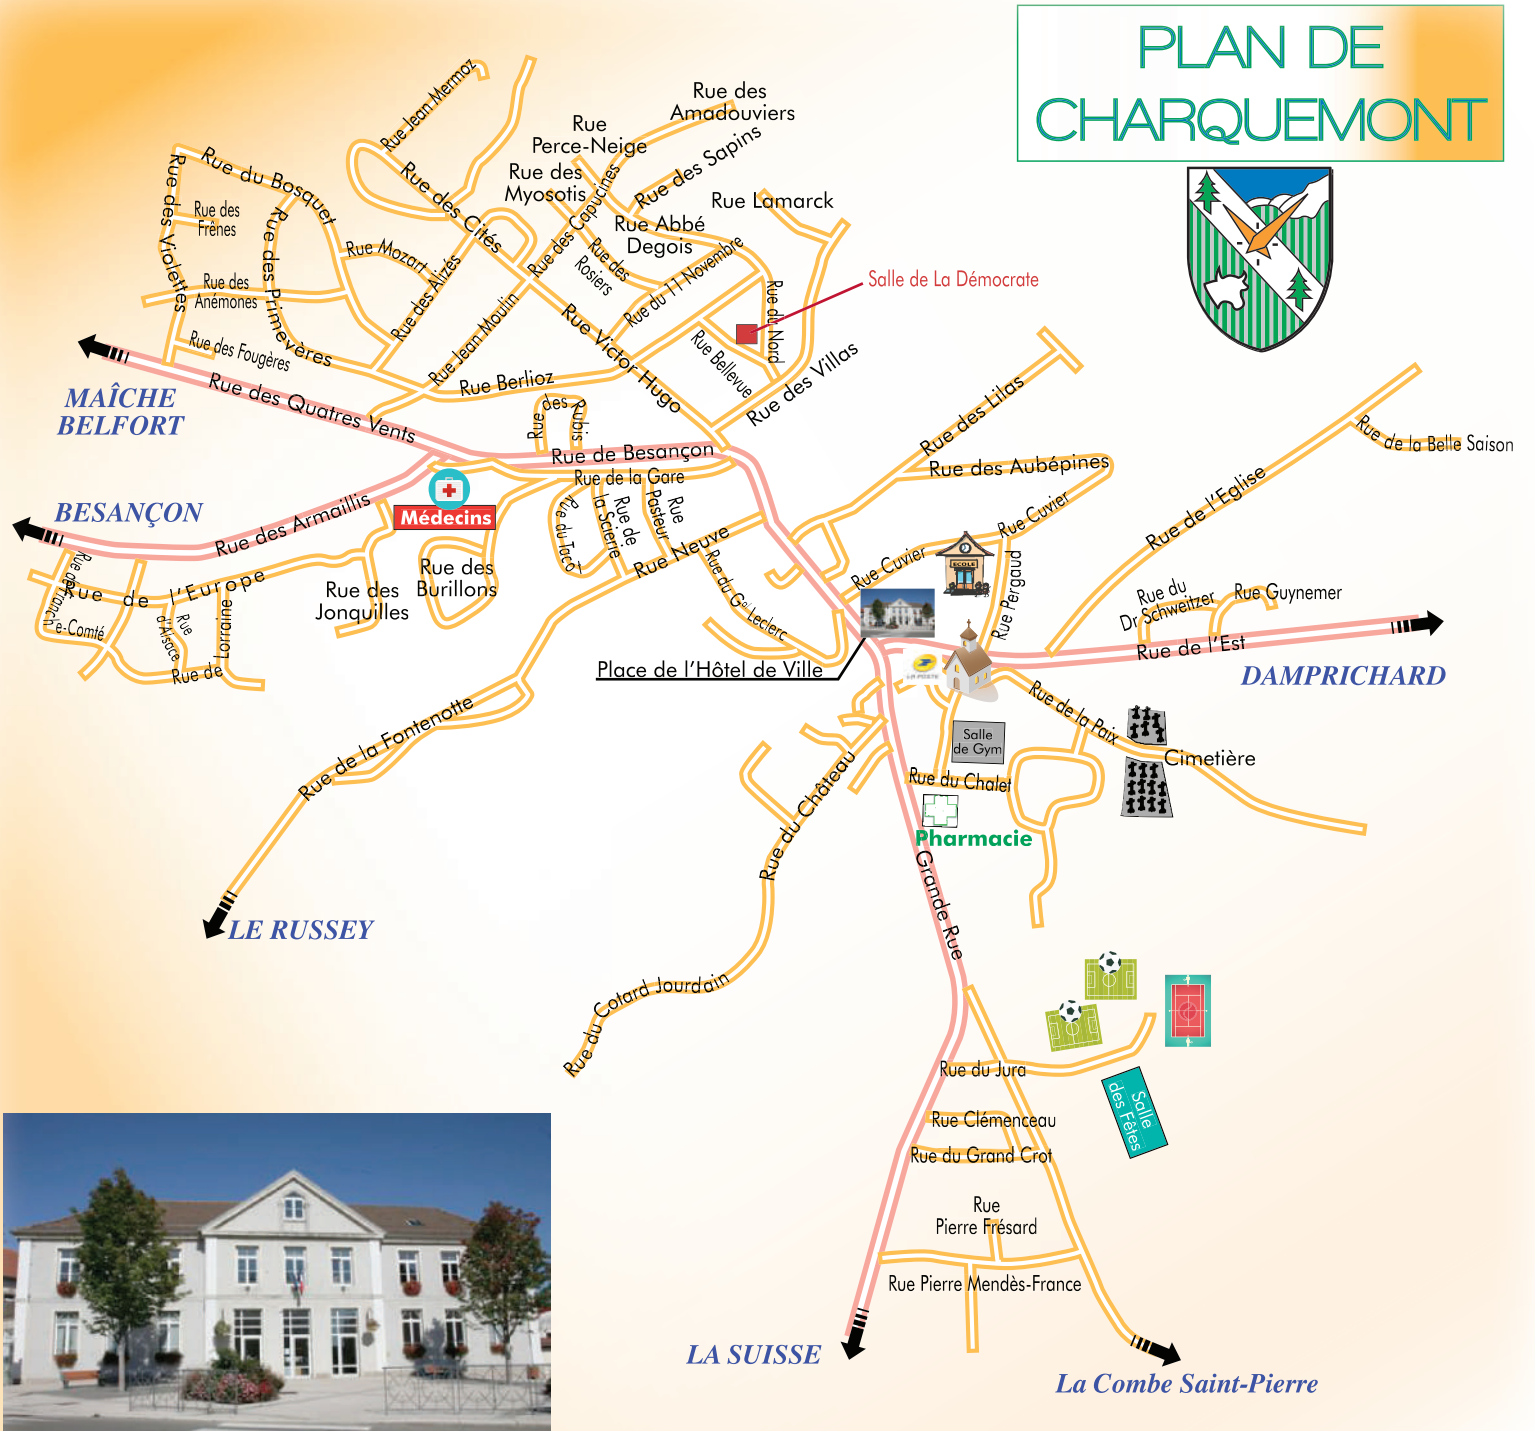 PLAN DE
CHARQUEMONT
Rue Jean Mermoz
Rue des
Amadouviers
Rue
Perce-Neige
Rue des Sapins
Rue des
Myosotis
Rue des Capucines
Rue Lamarck
Rue Abbé
Degois
Rue du Bosquet
Rue des Violettes
Rue des
Frênes
Rue des Primevères
Rue Mozart
Rue des Cités
Rue des Alizés
Rue des
Rosiers
Rue du 11 Novembre
Rue des
Anémones
Rue des Fougères
Rue Jean Moulin
Rue Victor Hugo
Rue du Nord
Salle de La Démocrate
Rue Bellevue
Rue des Villas
Rue Berlioz
MAÎCHE
BELFORT
Rue des Quatres Vents
Rue des Rubis
Rue de Besançon
Rue de la Gare
Rue des Lilas
Rue des Aubépines
Rue Cuvier
Rue de l'Eglise
Rue de la Belle Saison
BESANÇON
Rue des Armaillis
Médecins
Rue du Taco
Rue de
la Scierie
Rue
Pasteur
Rue Neuve
Rue du Gal Leclerc
Rue Cuvier
ECOLE
Rue Pergaud
Rue de Franch
e-Comté
Rue de l'Europe
Rue
d'Alsace
Rue de Lorraine
Rue des
Jonquilles
Rue des
Burillons
Rue du
Dr Schweitzer
Rue Guynemer
Rue de l'Est
DAMPRICHARD
Place de l'Hôtel de Ville
LA POSTE
Rue de la Paix
Cimetière
Salle
de Gym
Rue du Chalet
Pharmacie
Rue de la Fontenotte
LE RUSSEY
Rue du Château
Rue du Cotard Jourdain
Grande Rue
Rue du Jura
Rue Clémenceau
Rue du Grand Crot
Salle
des Fêtes
Rue
Pierre Frésard
Rue Pierre Mendès-France
LA SUISSE
La Combe Saint-Pierre